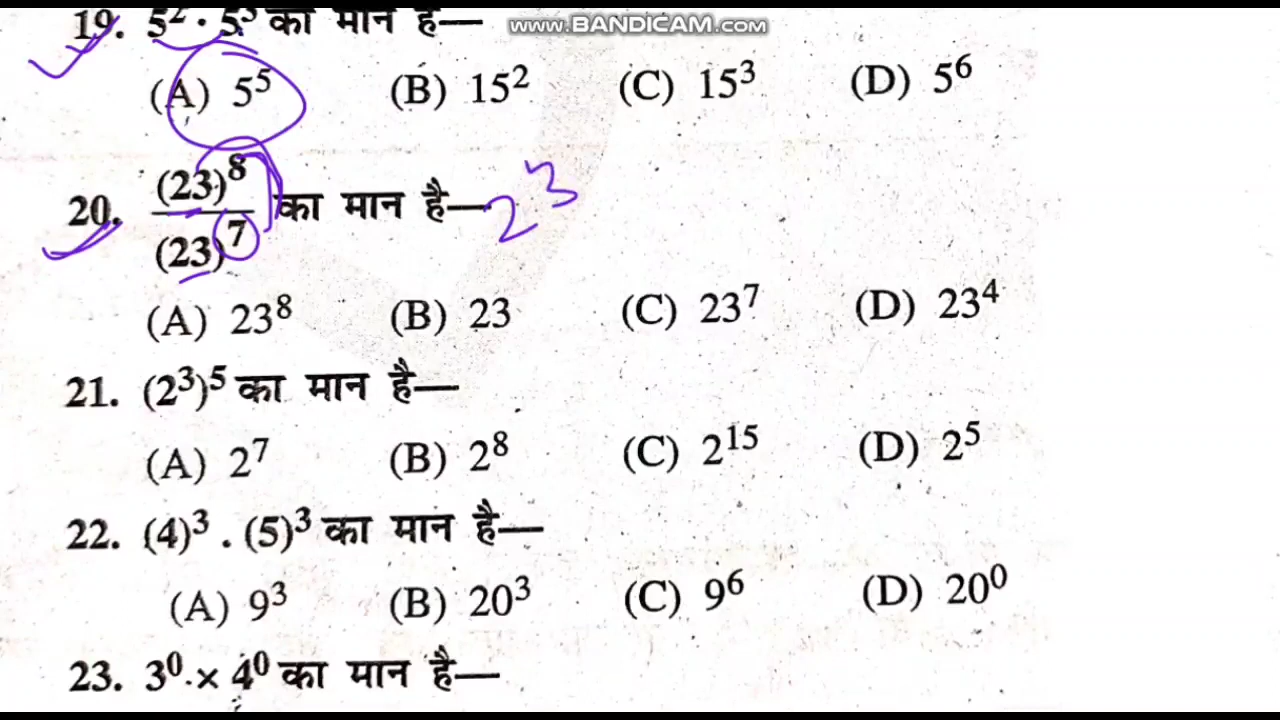 www.BANDICAM.com
19. 5² · 5³ का मान है—
(A) 5⁵ (B) 15² (C) 15³ (D) 5⁶
20. (23)⁸/(23)⁷ का मान है— 23
(A) 23⁸ (B) 23 (C) 23⁷ (D) 23⁴
21. (2³)⁵ का मान है—
(A) 2⁷ (B) 2⁸ (C) 2¹⁵ (D) 2⁵
22. (4)³ . (5)³ का मान है—
(A) 9³ (B) 20³ (C) 9⁶ (D) 20⁰
23. 3⁰ × 4⁰ का मान है—